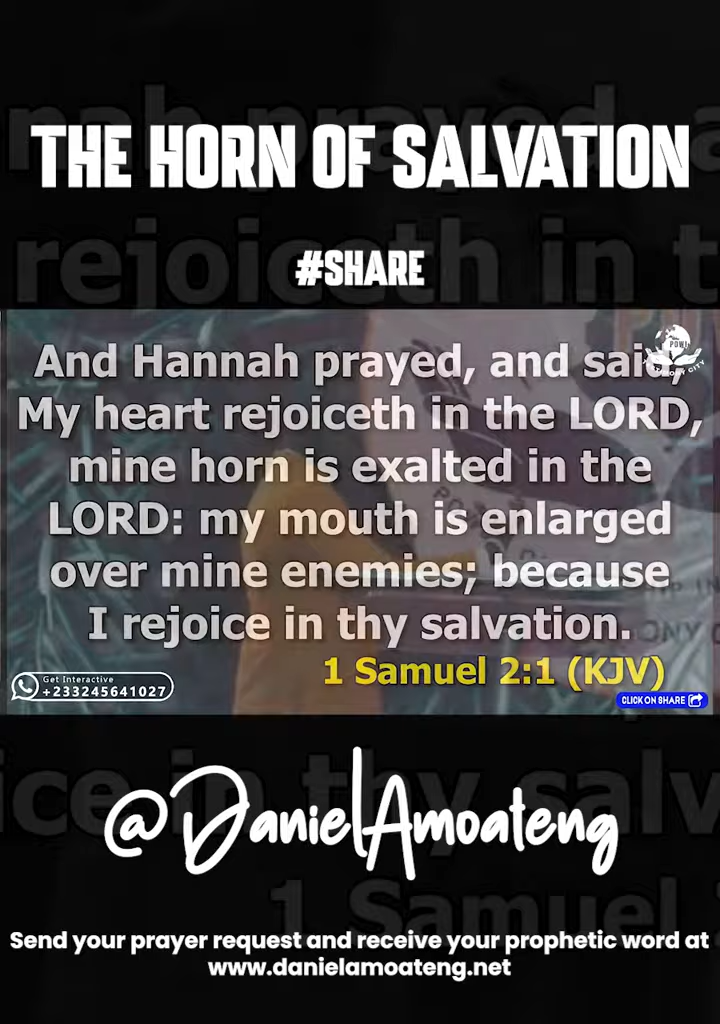 THE HORN OF SALVATION
#SHARE
And Hannah prayed, and said,
My heart rejoiceth in the LORD,
mine horn is exalted in the
LORD: my mouth is enlarged
over mine enemies; because
I rejoice in thy salvation.
1 Samuel 2:1 (KJV)
POWI
CITY
Get Interactive
+233245641027
CLICK ON SHARE
@DanielAmoateng
Send your prayer request and receive your prophetic word at
www.danielamoateng.net